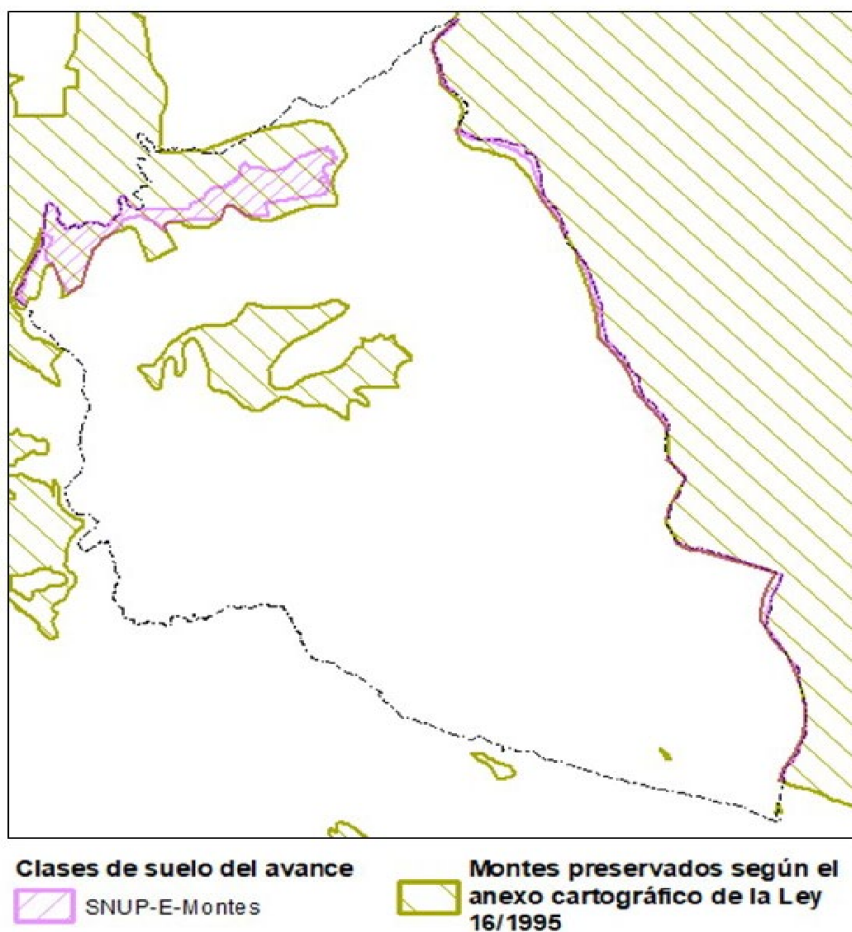 Clases de suelo del avance
SNUP-E-Montes
Montes preservados según el
anexo cartográfico de la Ley
16/1995